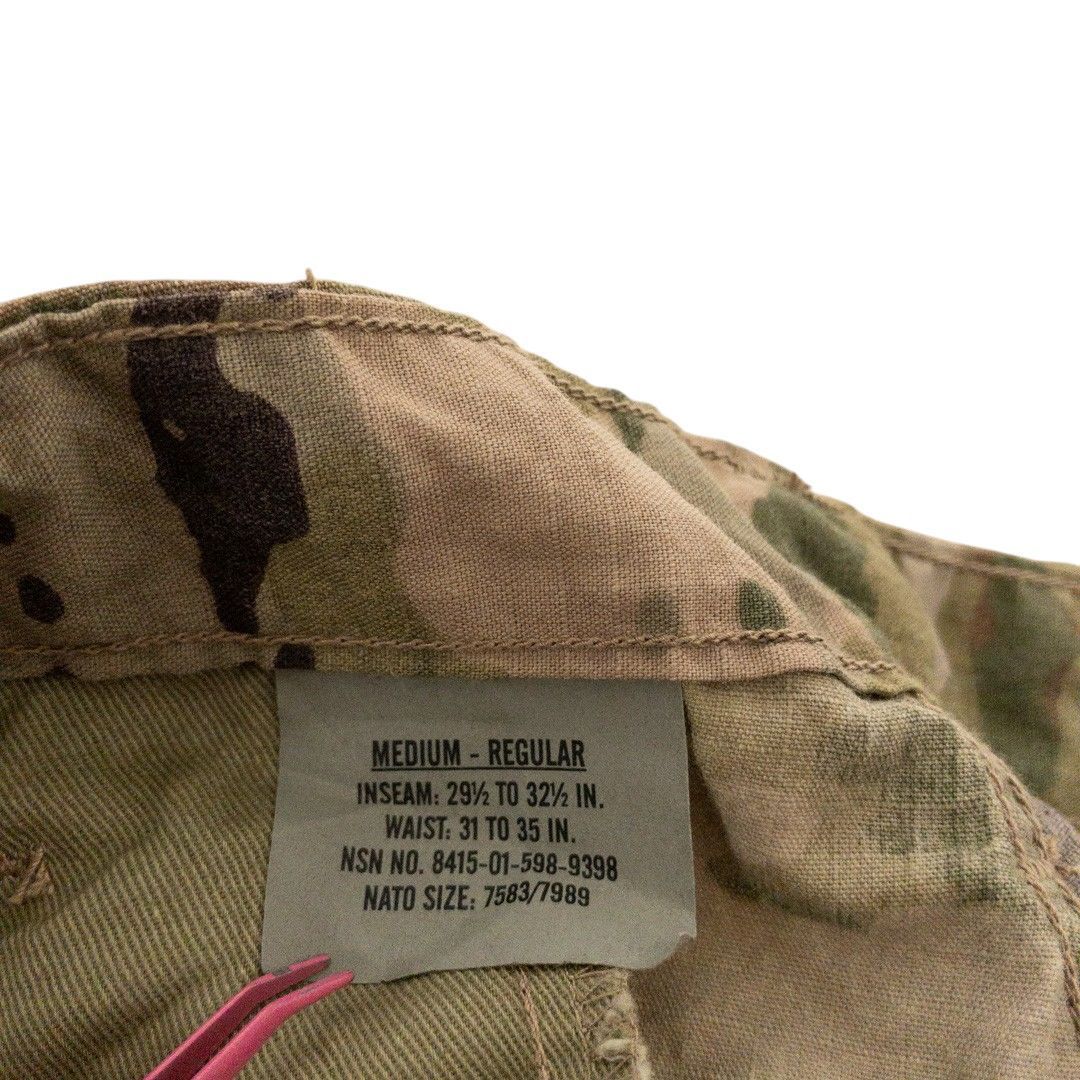 MEDIUM - REGULAR
INSEAM: 29½ TO 32½ IN.
WAIST: 31 TO 35 IN.
NSN NO. 8415-01-598-9398
NATO SIZE: 7583/7989